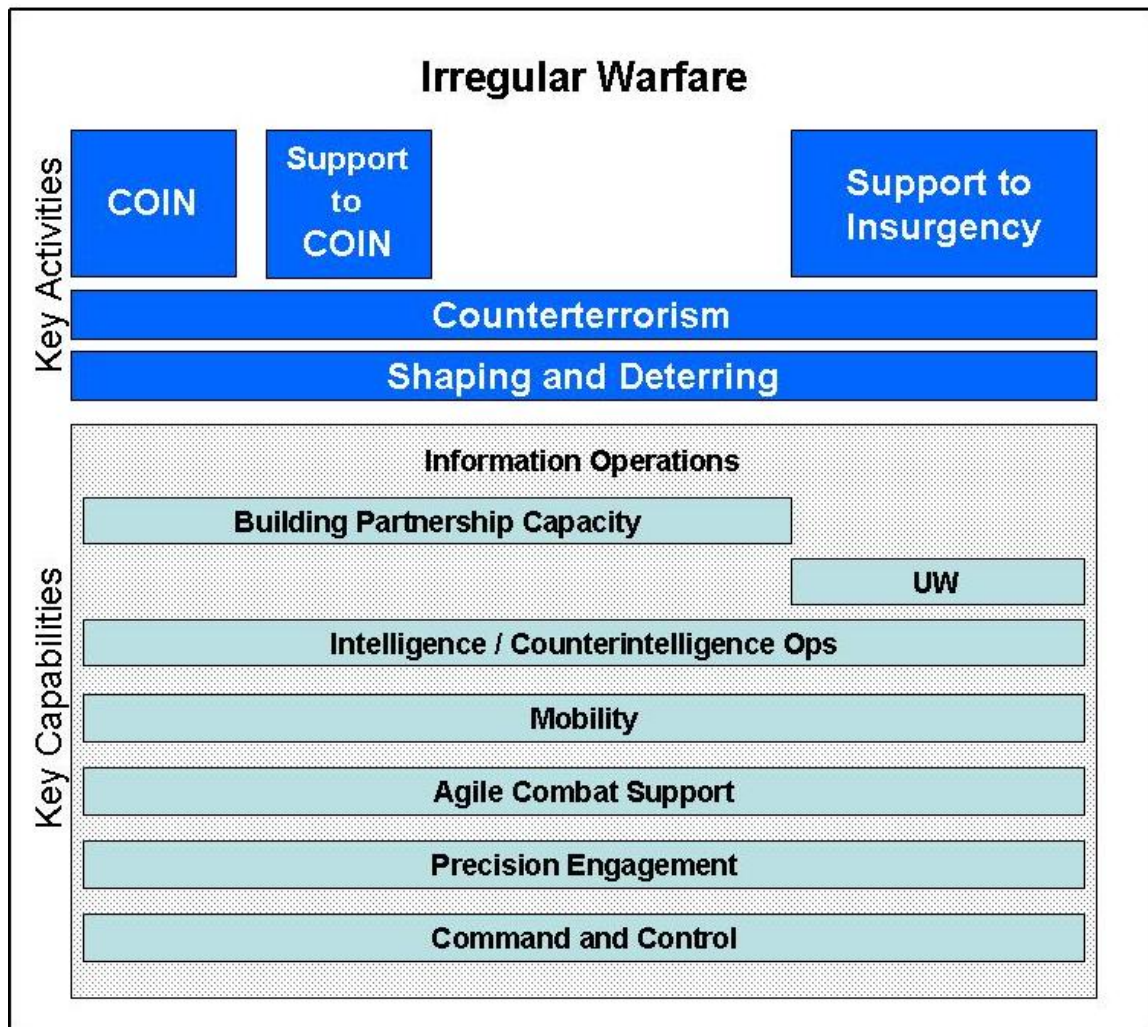 Irregular Warfare
Key Activities
COIN
Support
to
COIN
Support to
Insurgency
Counterterrorism
Shaping and Deterring
Key Capabilities
Information Operations
Building Partnership Capacity
UW
Intelligence / Counterintelligence Ops
Mobility
Agile Combat Support
Precision Engagement
Command and Control